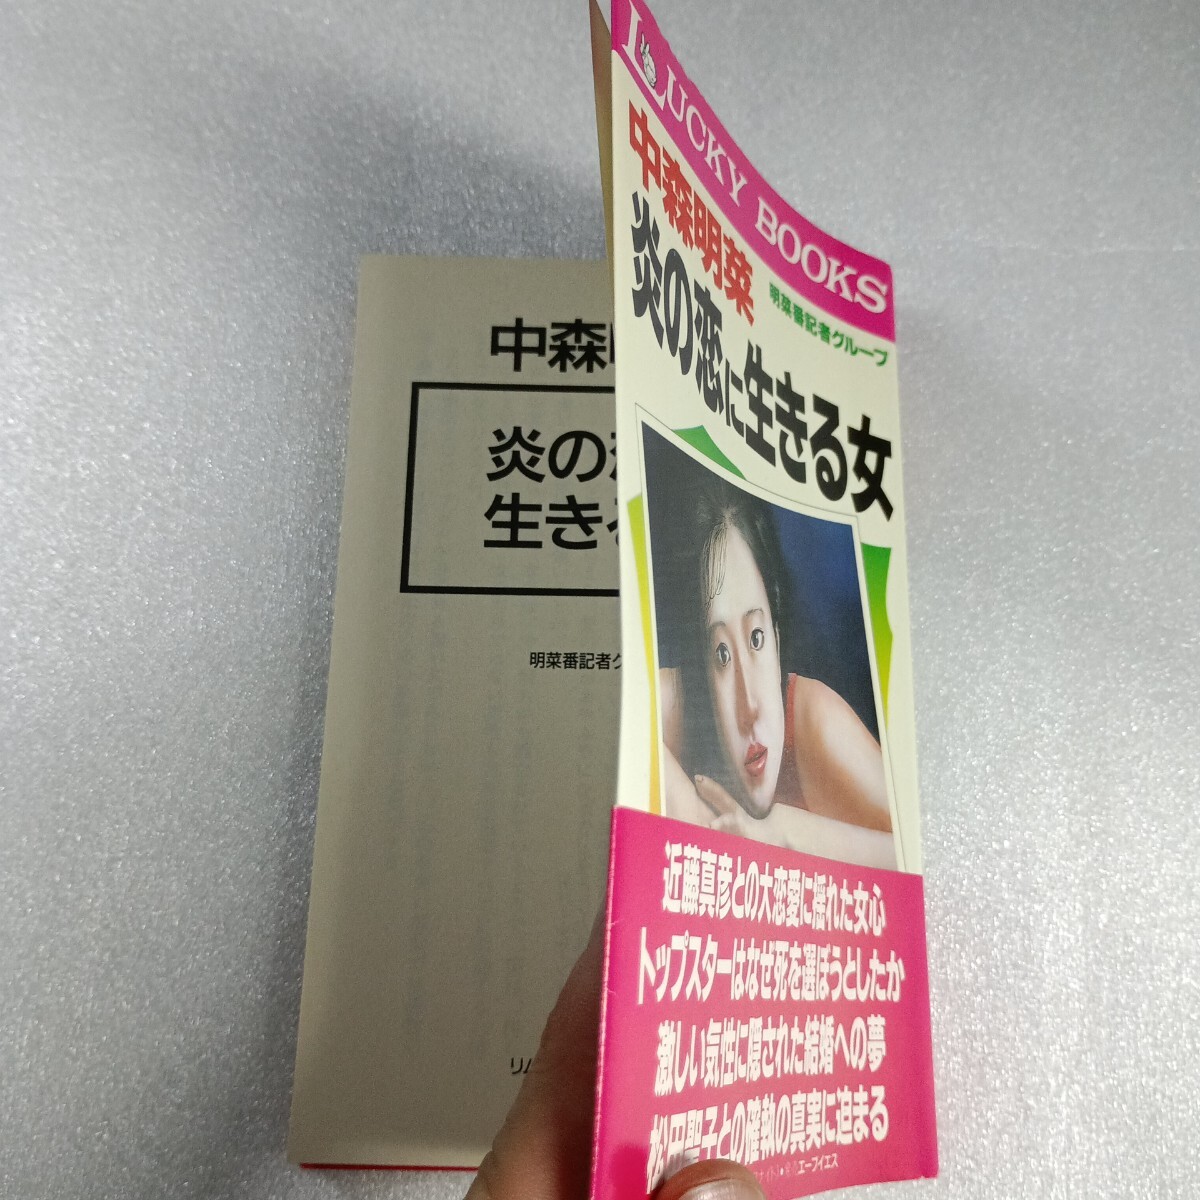 LUCKY BOOKS
中森明菜
炎の恋に生きる女
明菜番記者グループ
近藤真彦との大恋愛に揺れた女心
トップスターはなぜ死を選ぼうとしたか
激しい気性に隠された結婚への夢
松田聖子との確執の真実に迫まる
エーブイエス
中森
炎の
生き
明菜番記者
リム